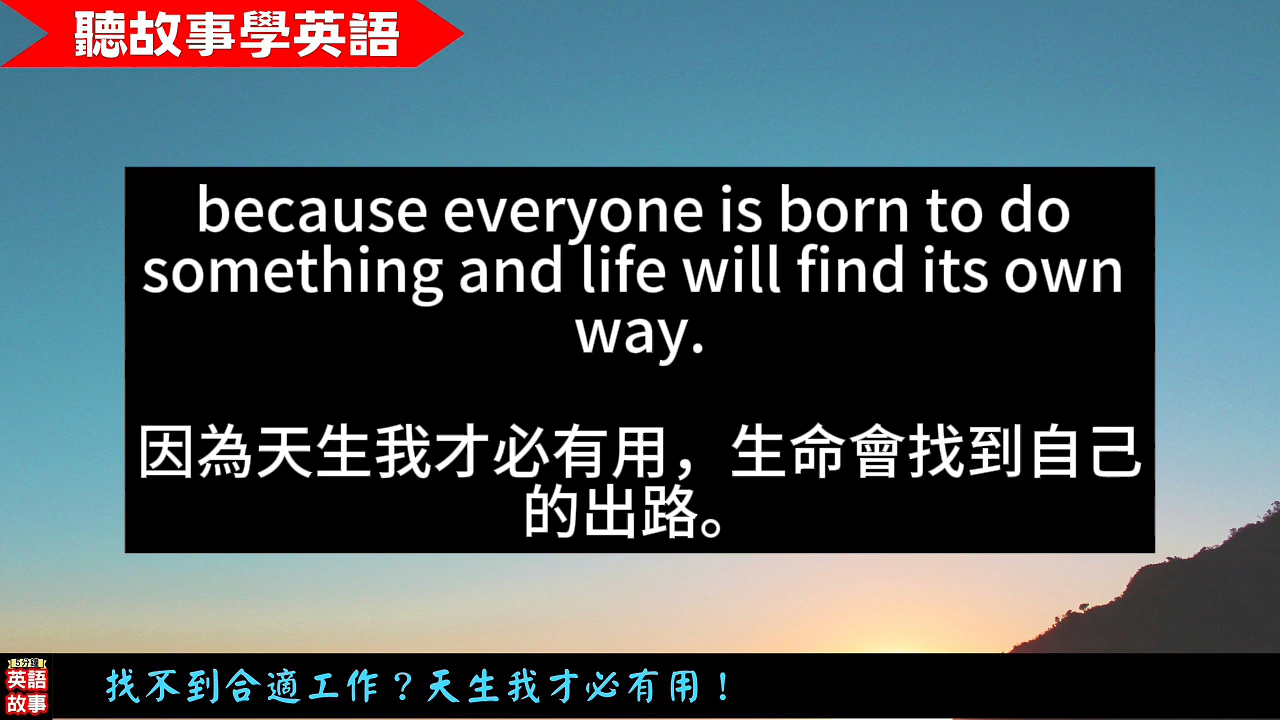 聽故事學英語
because everyone is born to do
something and life will find its own
way.
因為天生我才必有用，生命會找到自己
的出路。
5分鐘
英語
故事
找不到合適工作？天生我才必有用！